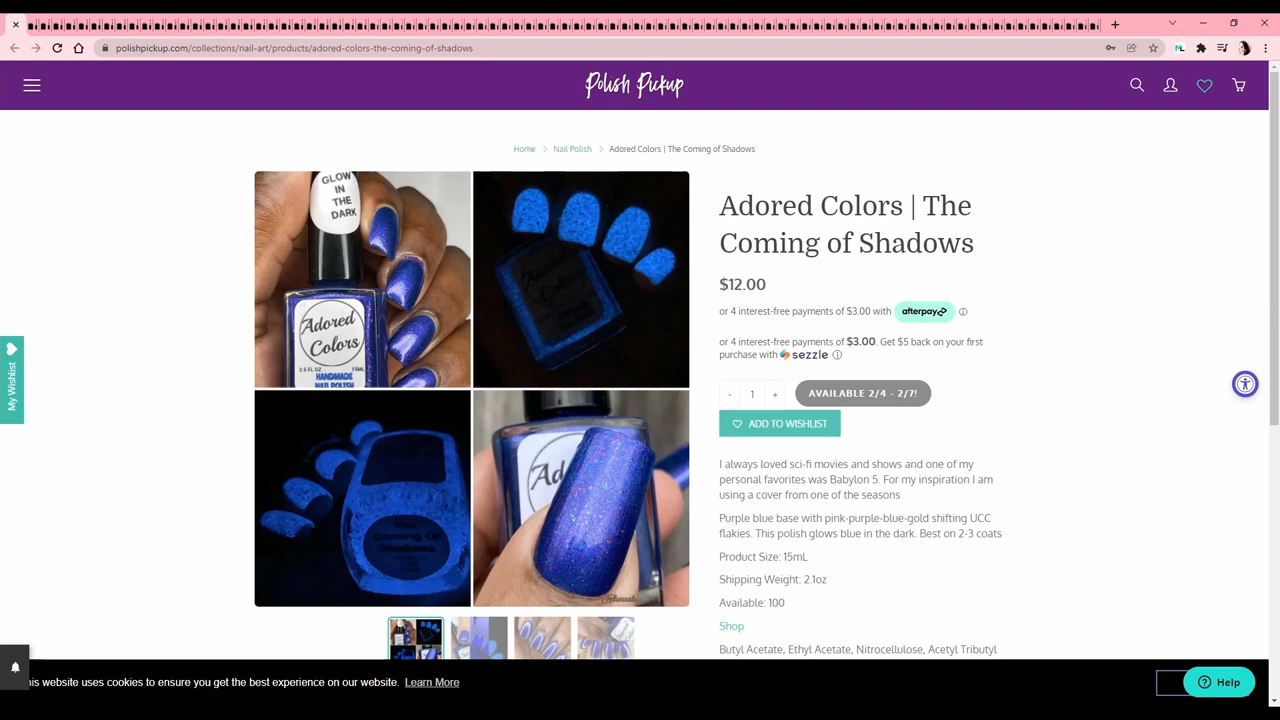 polishpickup.com/collections/nail-art/products/adored-colors-the-coming-of-shadows
Polish Pickup
Home > Nail Polish > Adored Colors | The Coming of Shadows
GLOW
IN
THE
DARK
Adored
Colors
0.5 FL.OZ 15ML
HANDMADE
NAIL POLISH
Adored Colors | The
Coming of Shadows
$12.00
or 4 interest-free payments of $3.00 with afterpay
or 4 interest-free payments of $3.00. Get $5 back on your first
purchase with sezzle
- 1 + AVAILABLE 2/4 - 2/7!
ADD TO WISHLIST
My Wishlist
I always loved sci-fi movies and shows and one of my
personal favorites was Babylon 5. For my inspiration I am
using a cover from one of the seasons
Purple blue base with pink-purple-blue-gold shifting UCC
flakies. This polish glows blue in the dark. Best on 2-3 coats
Product Size: 15mL
Shipping Weight: 2.1oz
Available: 100
Shop
Butyl Acetate, Ethyl Acetate, Nitrocellulose, Acetyl Tributyl
Coming Of
Shadows
is website uses cookies to ensure you get the best experience on our website. Learn More
Help